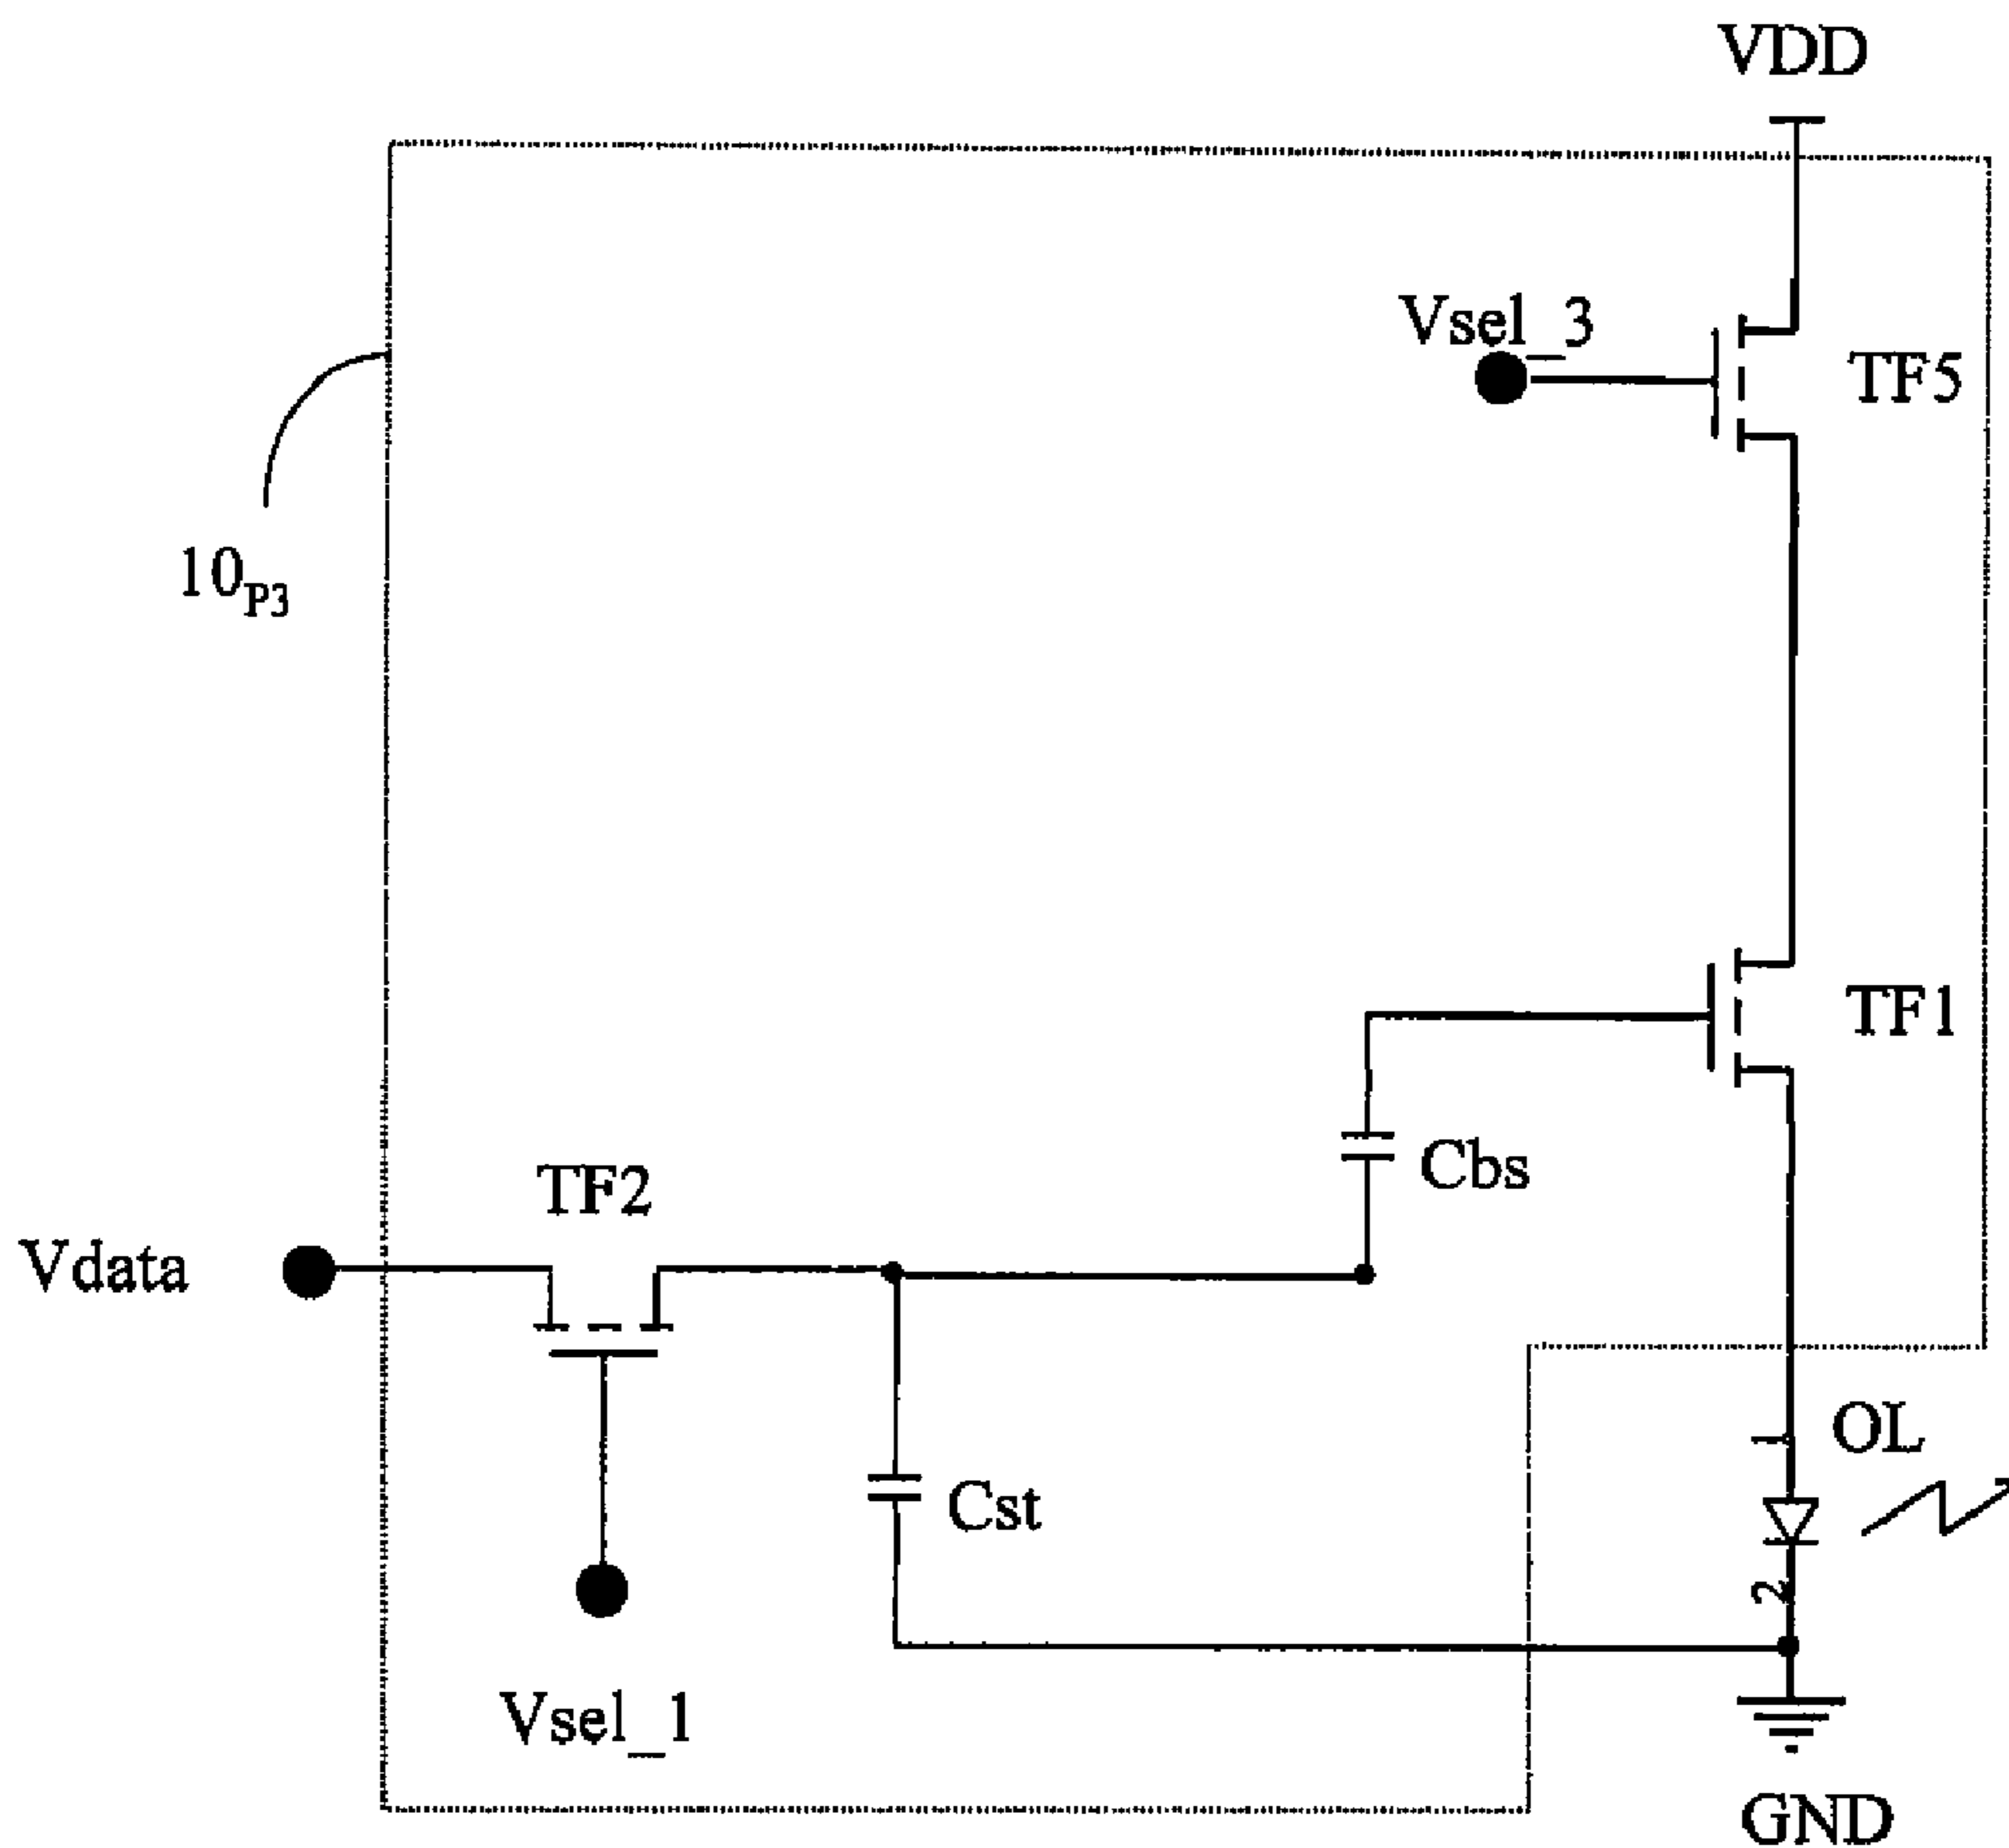 VDD
Vsel_3
TF5
10P3
TF1
Cbs
TF2
Vdata
OL
1
Cst
2
Vsel_1
GND